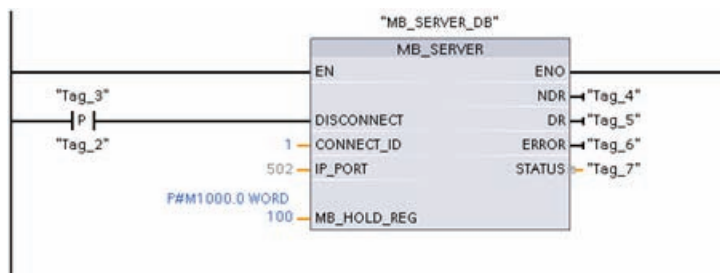 "MB_SERVER_DB"
MB_SERVER
EN ENO
"Tag_3" NDR "Tag_4"
P DISCONNECT DR "Tag_5"
"Tag_2" 1 CONNECT_ID ERROR "Tag_6"
502 IP_PORT STATUS "Tag_7"
P#M1000.0 WORD
100 MB_HOLD_REG